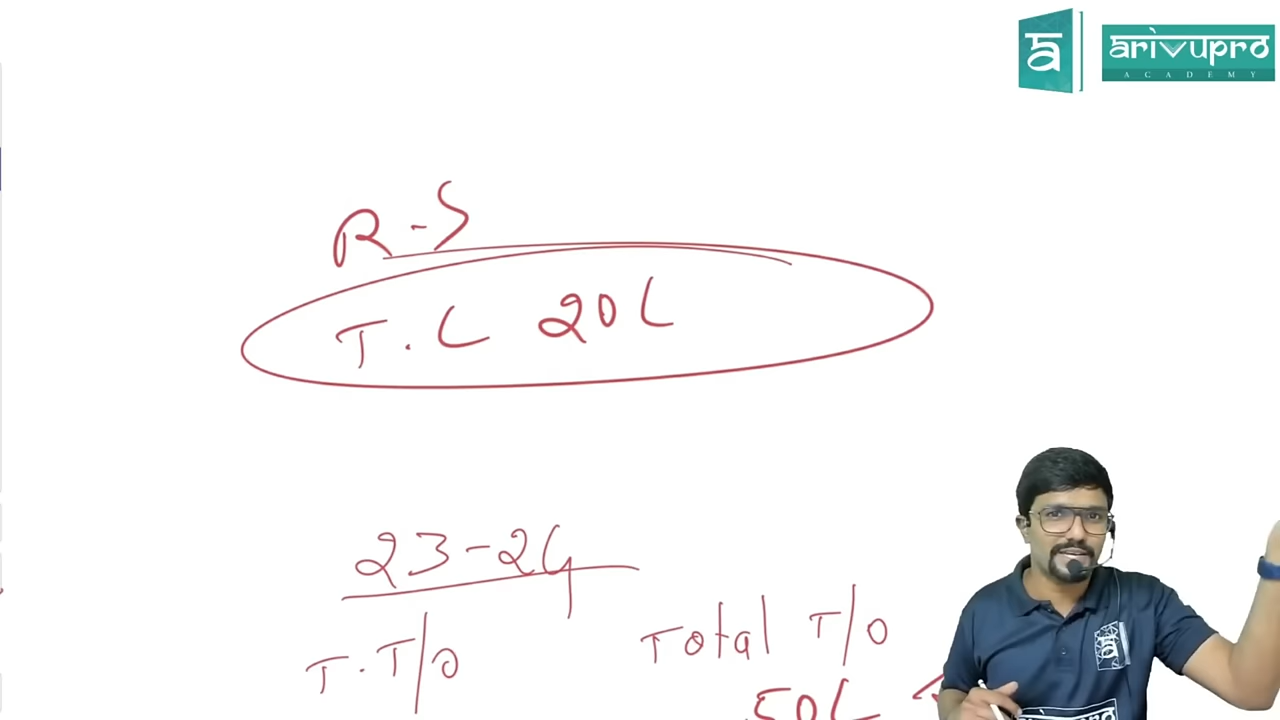 ā arivupro
ACADEMY
R-S
T.L 20L
23-24
T.T/O
Total T/O
50L